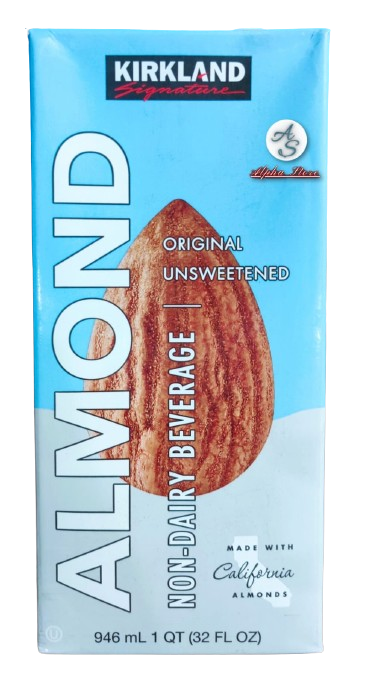 KIRKLAND
Signature
AS
Alpha Store
ALMOND
ORIGINAL
UNSWEETENED
NON-DAIRY BEVERAGE
MADE WITH
California
ALMONDS
U
946 mL 1 QT (32 FL OZ)